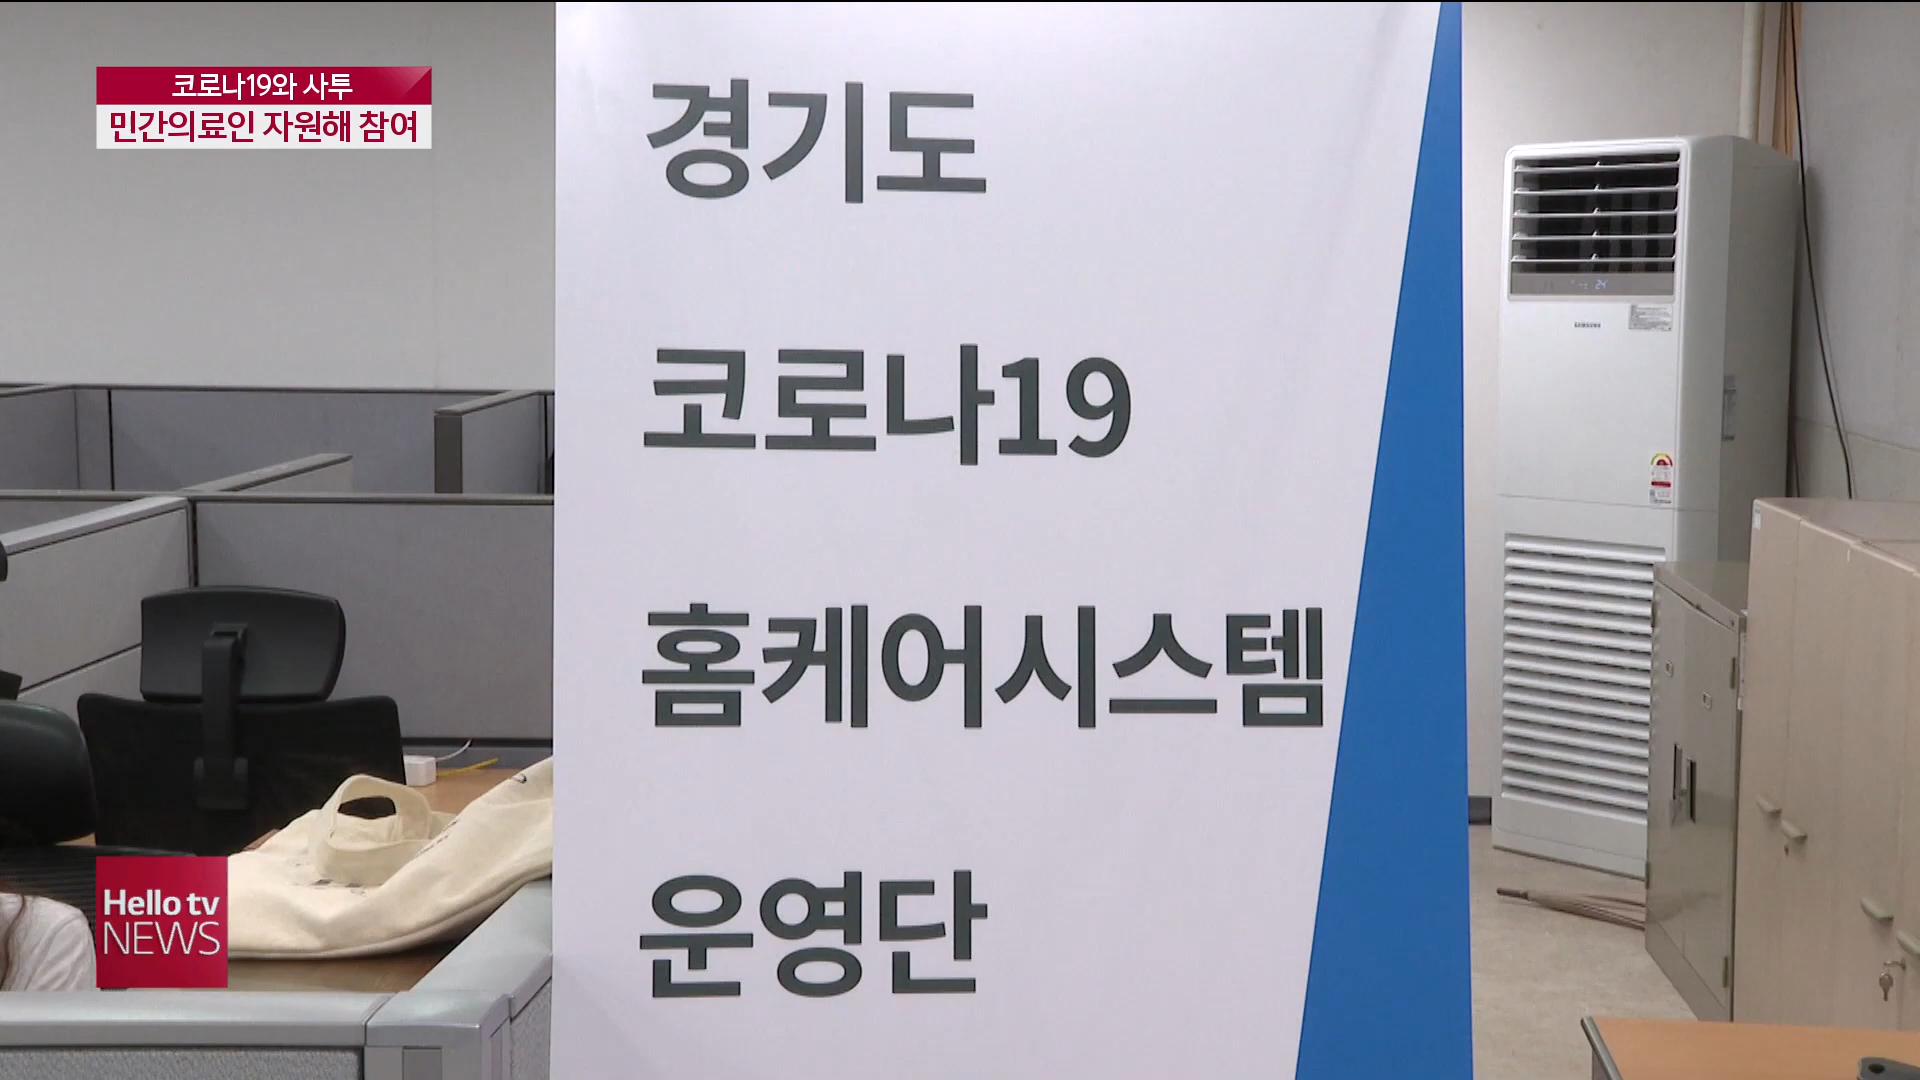 코로나19와 사투
민간의료인 자원해 참여
경기도
코로나19
홈케어시스템
운영단
24
SAMSUNG
Hello tv
NEWS